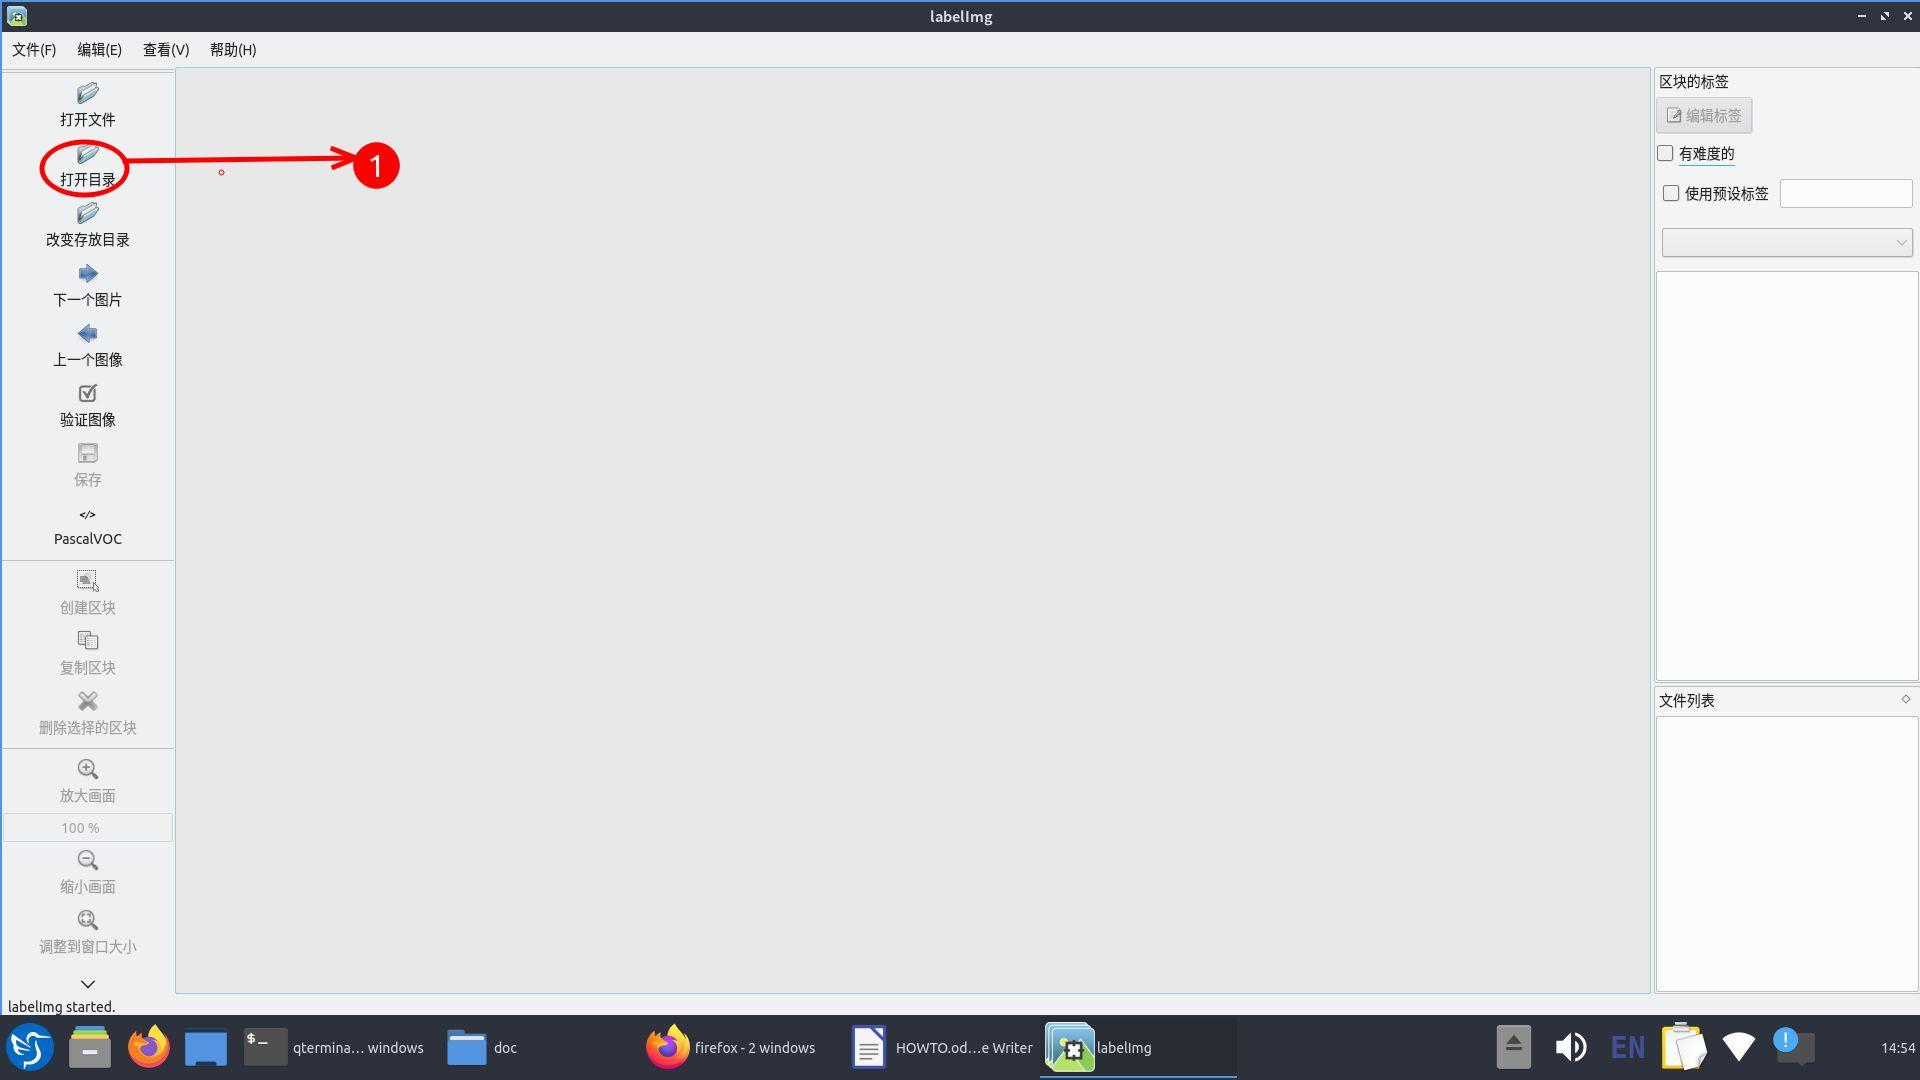 labelImg
文件(F) 编辑(E) 查看(V) 帮助(H)
打开文件
打开目录
1
改变存放目录
下一个图片
上一个图像
验证图像
保存
</>
PascalVOC
创建区块
复制区块
删除选择的区块
放大画面
100 %
缩小画面
调整到窗口大小
labelImg started.
区块的标签
编辑标签
有难度的
使用预设标签
文件列表
$-
qtermina... windows
doc
firefox - 2 windows
HOWTO.od...e Writer
labelImg
EN
!
14:54